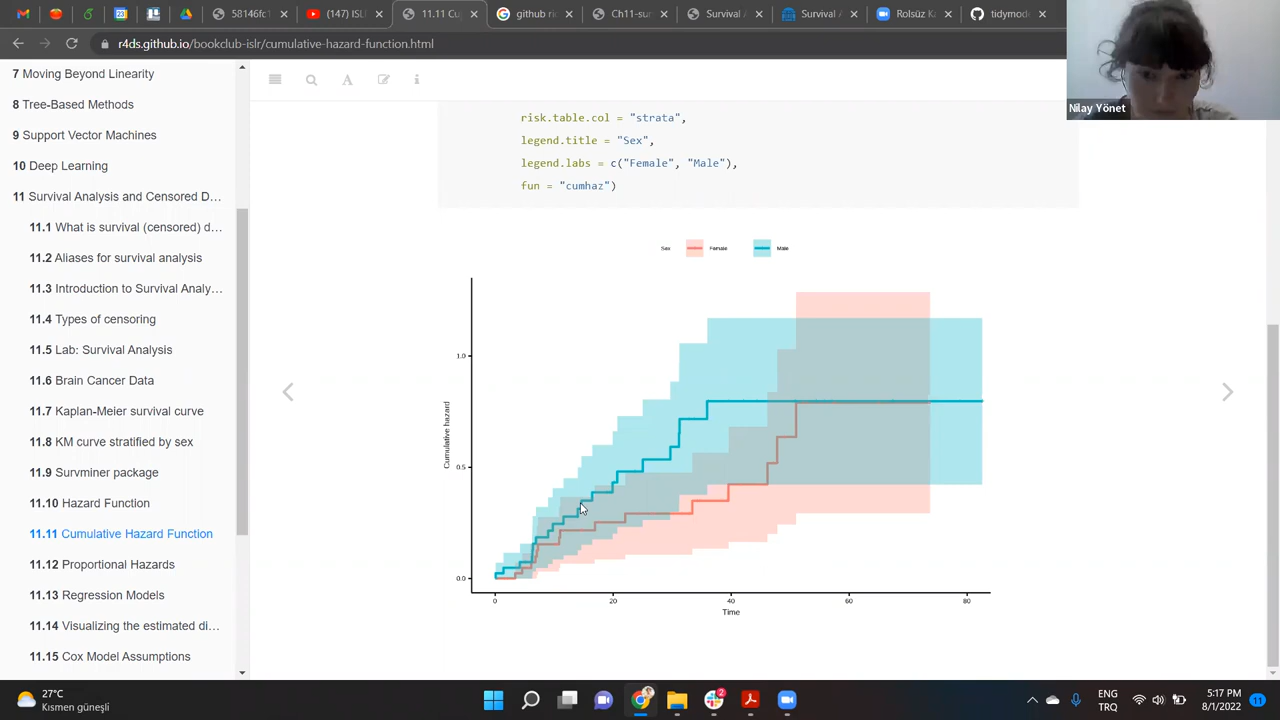 58146fc1
(147) ISLI
11.11 Cu
github ri
Ch11-sur
Survival A
Survival A
Rolsüz Ke
tidymode
r4ds.github.io/bookclub-islr/cumulative-hazard-function.html
Nilay Yönet
7 Moving Beyond Linearity
8 Tree-Based Methods
9 Support Vector Machines
10 Deep Learning
11 Survival Analysis and Censored D…
11.1 What is survival (censored) d…
11.2 Aliases for survival analysis
11.3 Introduction to Survival Analy…
11.4 Types of censoring
11.5 Lab: Survival Analysis
11.6 Brain Cancer Data
11.7 Kaplan-Meier survival curve
11.8 KM curve stratified by sex
11.9 Survminer package
11.10 Hazard Function
11.11 Cumulative Hazard Function
11.12 Proportional Hazards
11.13 Regression Models
11.14 Visualizing the estimated di…
11.15 Cox Model Assumptions
risk.table.col = "strata",
legend.title = "Sex",
legend.labs = c("Female", "Male"),
fun = "cumhaz")
Sex Female Male
Cumulative hazard
1.0
0.5
0.0
0 20 40 60 80
Time
27°C
Kısmen güneşli
2
ENG
TRQ
5:17 PM
8/1/2022
11